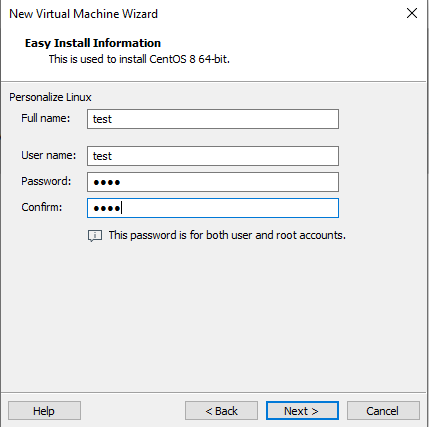 New Virtual Machine Wizard
Easy Install Information
This is used to install CentOS 8 64-bit.
Personalize Linux
Full name: test
User name: test
Password: ●●●●
Confirm: ●●●●
This password is for both user and root accounts.
Help < Back Next > Cancel